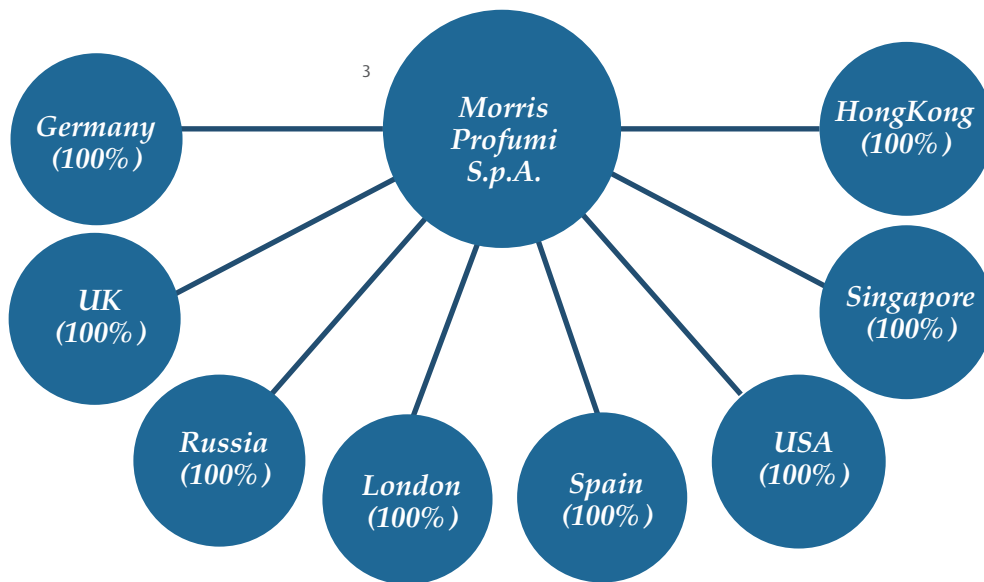 3
Morris
Profumi
S.p.A.
Germany
(100%)
HongKong
(100%)
UK
(100%)
Singapore
(100%)
Russia
(100%)
London
(100%)
Spain
(100%)
USA
(100%)